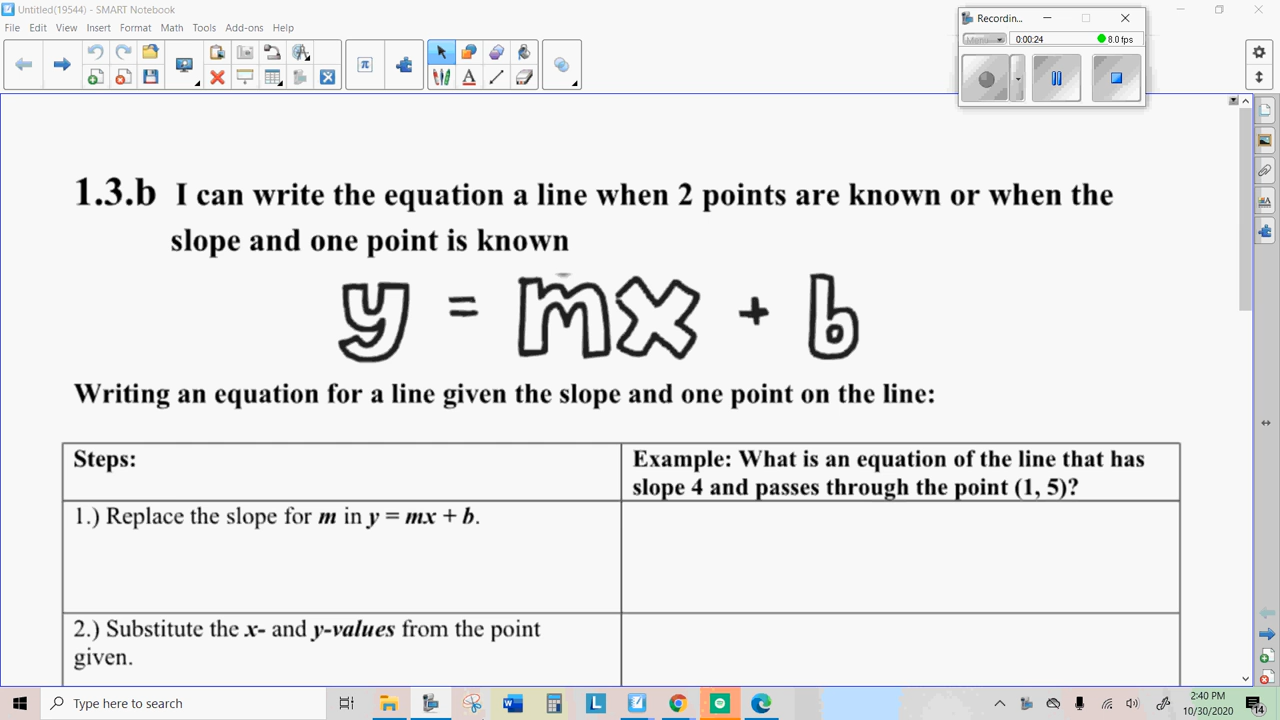 Untitled(19544) - SMART Notebook
Recordin...
File Edit View Insert Format Math Tools Add-ons Help
Menu
0:00:24
8.0 fps
1.3.b I can write the equation a line when 2 points are known or when the
slope and one point is known
y = mx + b
Writing an equation for a line given the slope and one point on the line:
Steps:
Example: What is an equation of the line that has
slope 4 and passes through the point (1, 5)?
1.) Replace the slope for m in y = mx + b.
2.) Substitute the x- and y-values from the point
given.
Type here to search
2:40 PM
10/30/2020
14